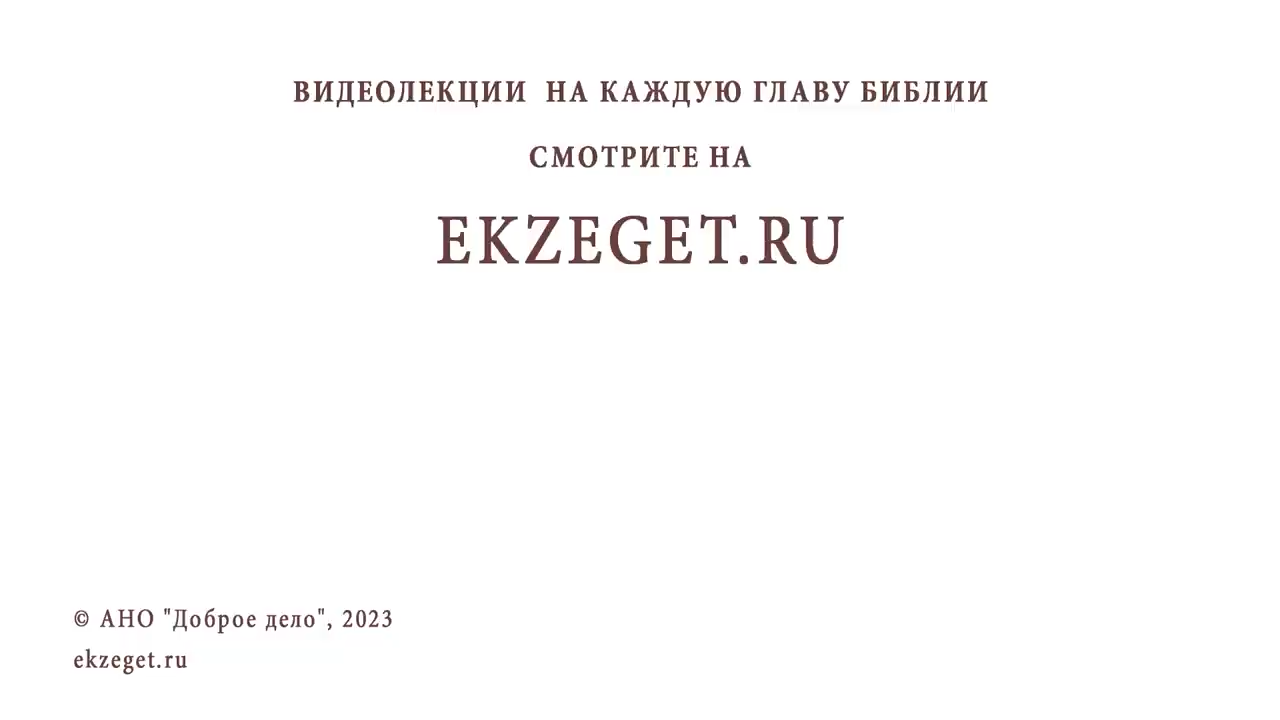 ВИДЕОЛЕКЦИИ НА КАЖДУЮ ГЛАВУ БИБЛИИ
СМОТРИТЕ НА
EKZEGET.RU
© АНО "Доброе дело", 2023
ekzeget.ru